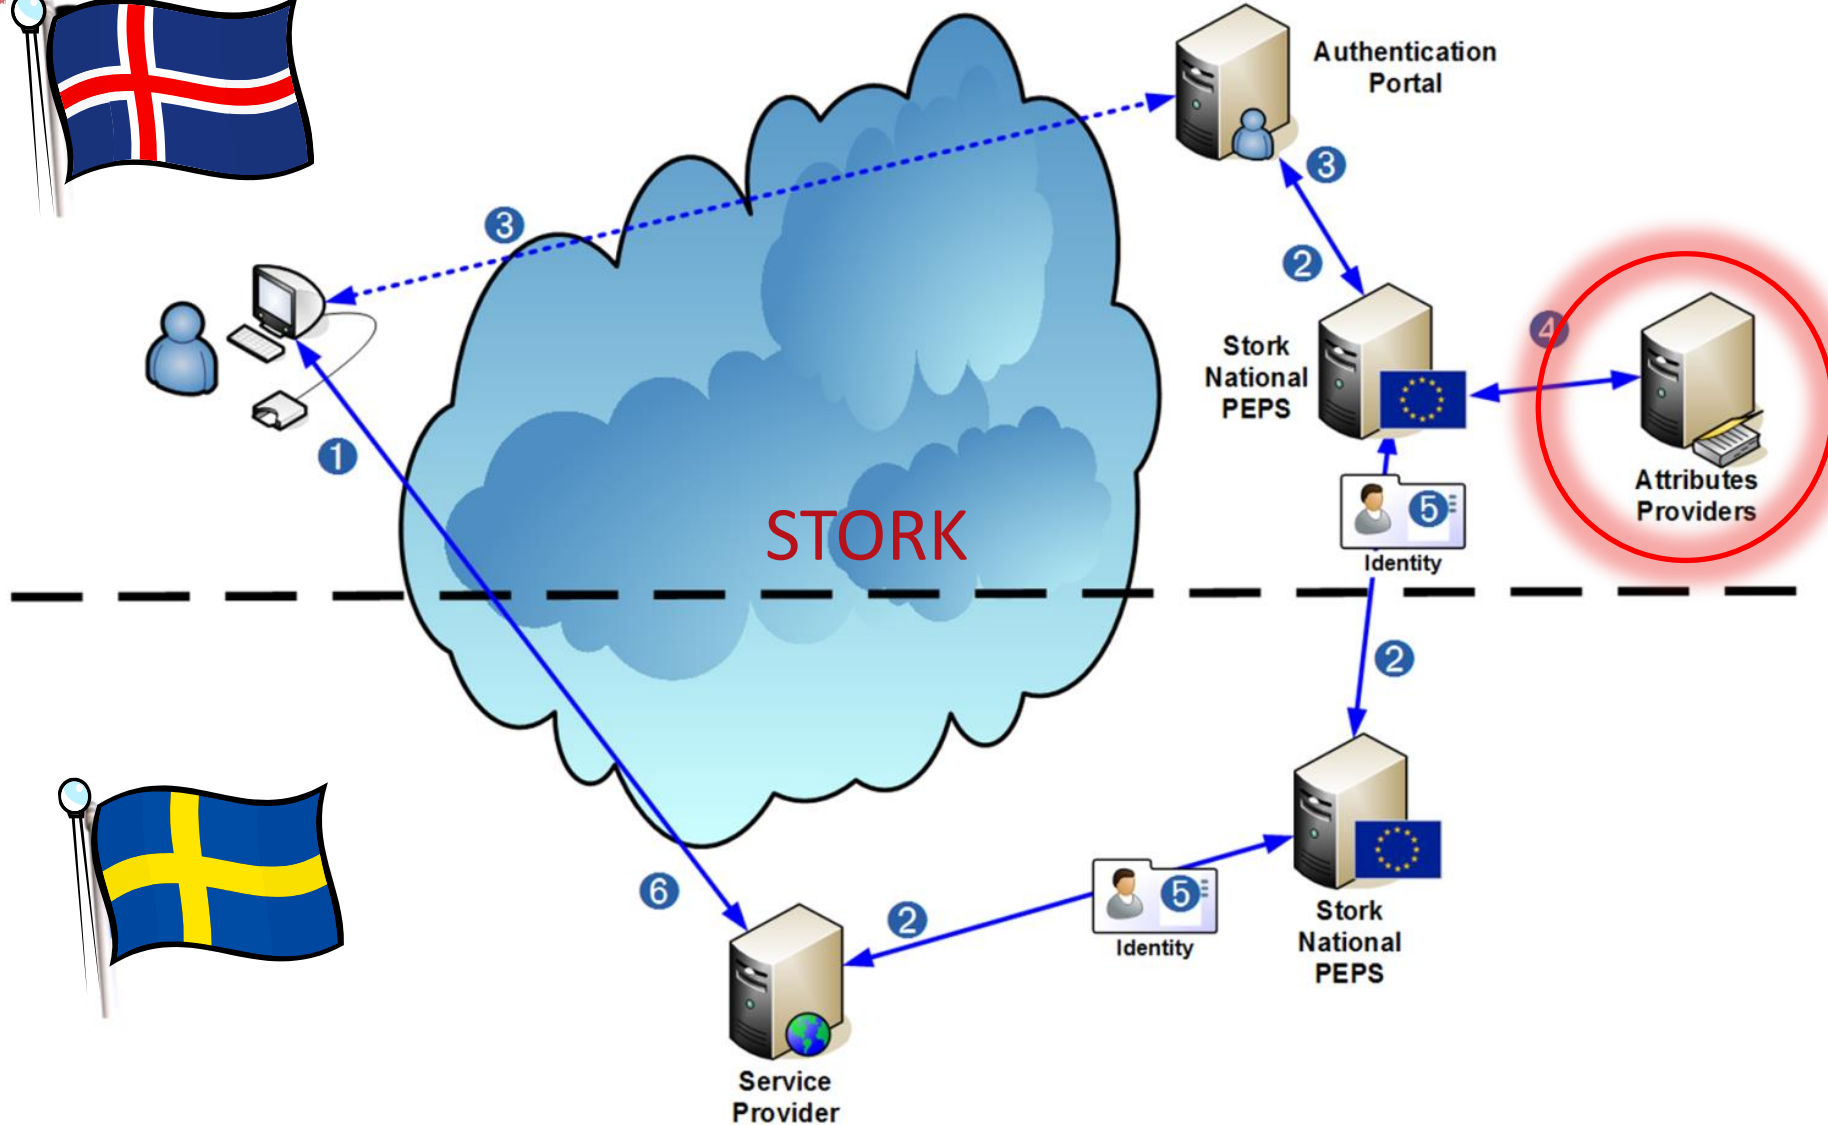 Authentication
Portal
3
3
2
Stork
National
PEPS
4
1
5
Attributes
Providers
STORK
Identity
2
6
2
5
Identity
Stork
National
PEPS
Service
Provider